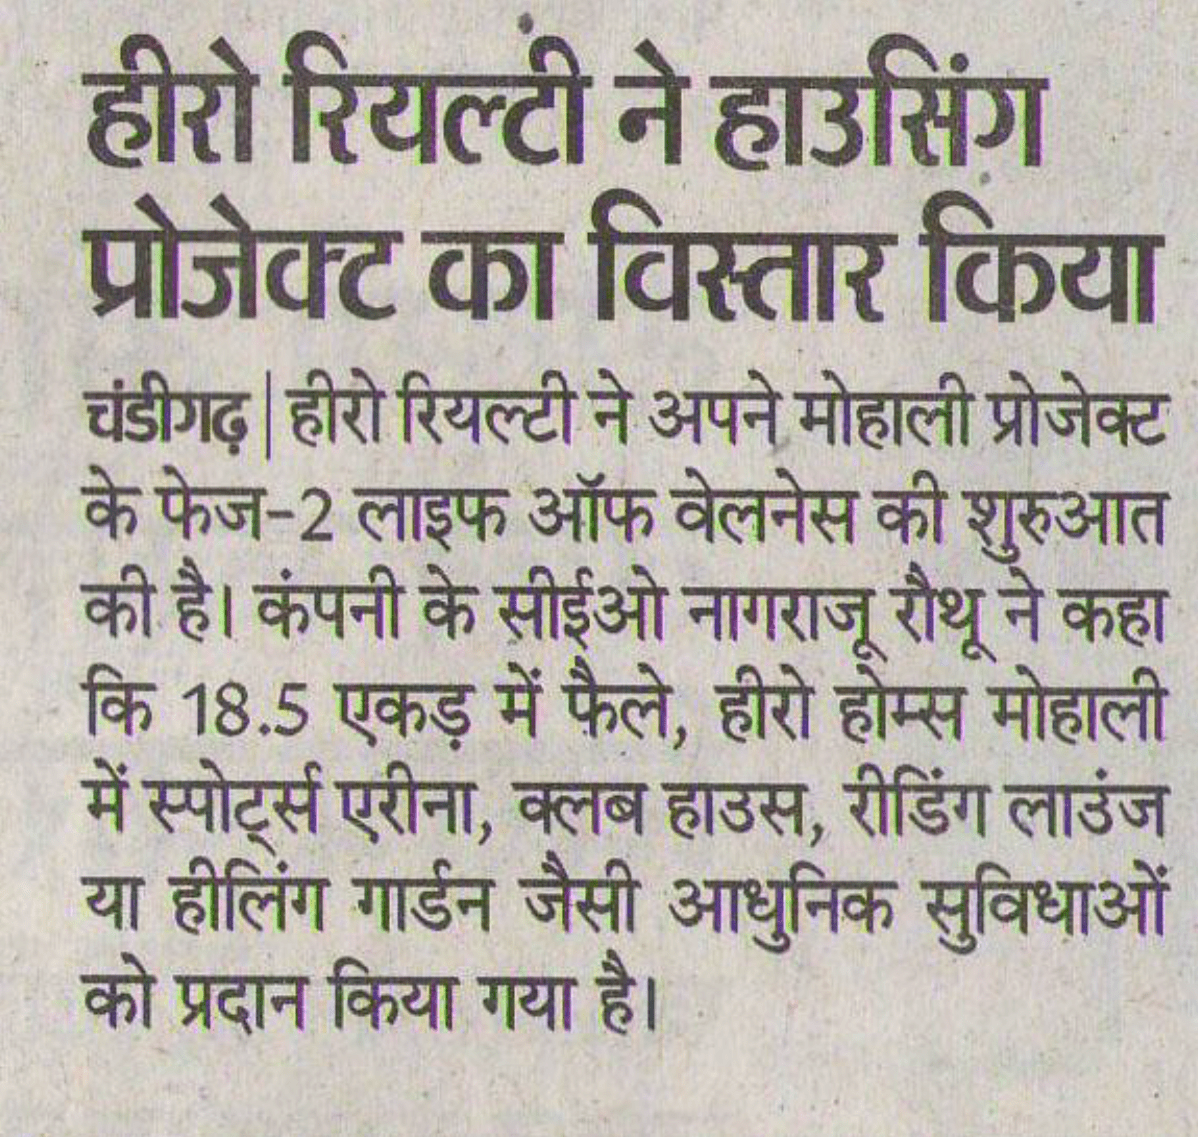 हीरो रियल्टी ने हाउसिंग
प्रोजेक्ट का विस्तार किया
चंडीगढ़| हीरो रियल्टी ने अपने मोहाली प्रोजेक्ट
के फेज-2 लाइफ ऑफ वेलनेस की शुरुआत
की है। कंपनी के सीईओ नागराजू रौथू ने कहा
कि 18.5 एकड़ में फैले, हीरो होम्स मोहाली
में स्पोर्ट्स एरीना, क्लब हाउस, रीडिंग लाउंज
या हीलिंग गार्डन जैसी आधुनिक सुविधाओं
को प्रदान किया गया है।